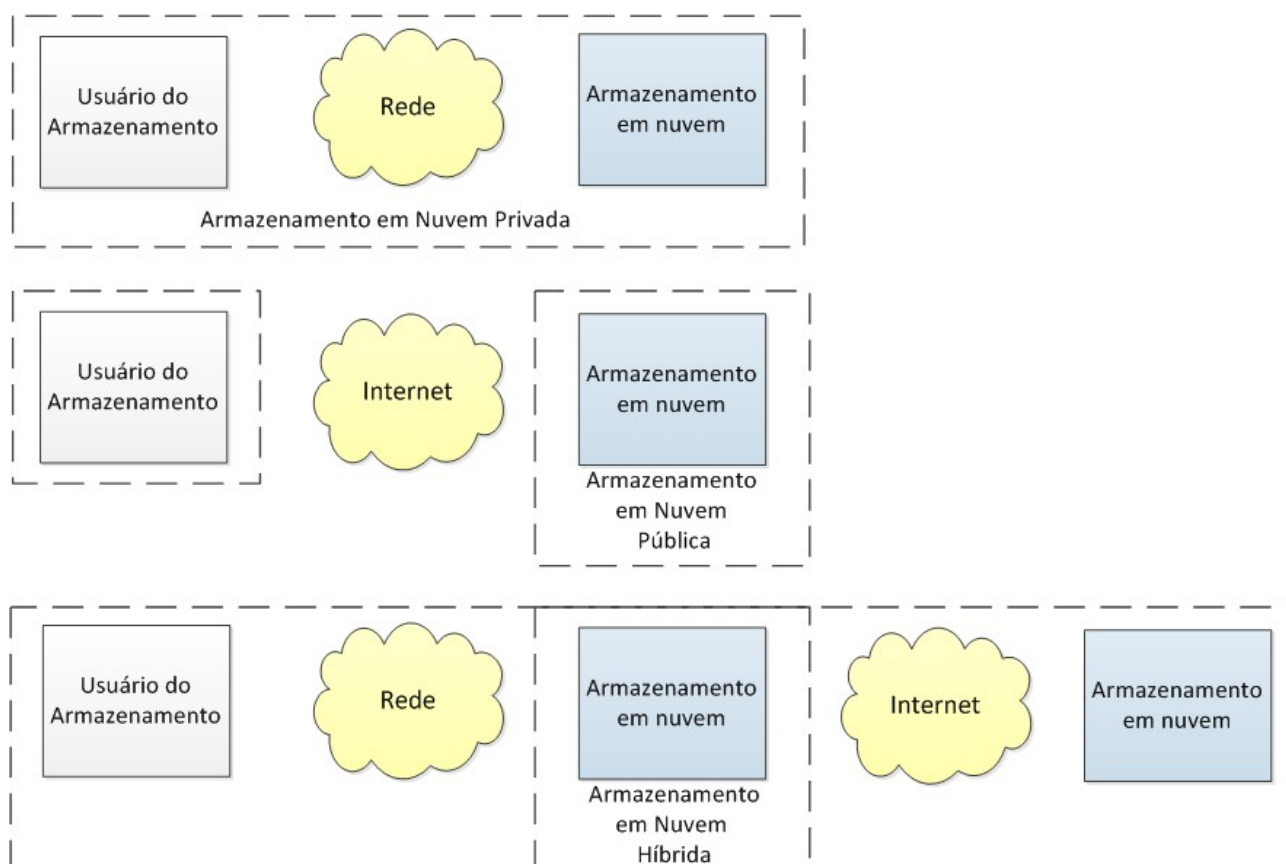 Usuário do
Armazenamento
Rede
Armazenamento
em nuvem
Armazenamento em Nuvem Privada
Usuário do
Armazenamento
Internet
Armazenamento
em nuvem
Armazenamento
em Nuvem
Pública
Usuário do
Armazenamento
Rede
Armazenamento
em nuvem
Armazenamento
em Nuvem
Híbrida
Internet
Armazenamento
em nuvem